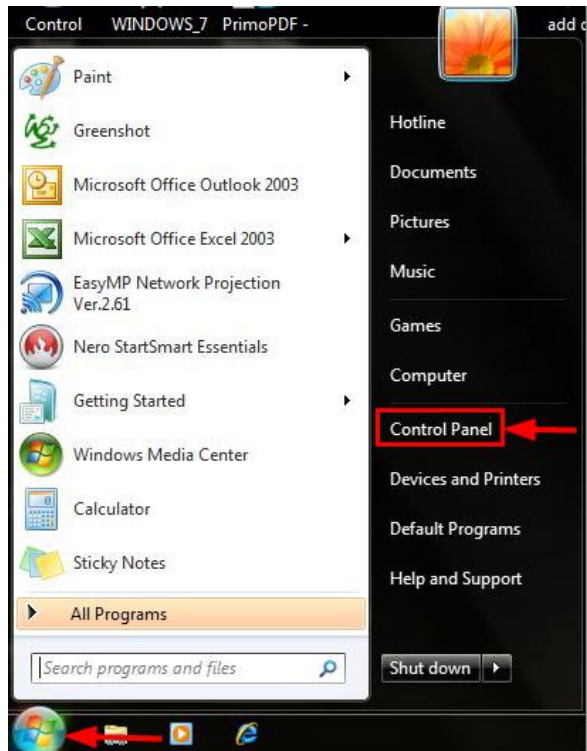 Control WINDOWS_7 PrimoPDF - add
Paint
Greenshot
Microsoft Office Outlook 2003
Microsoft Office Excel 2003
EasyMP Network Projection
Ver.2.61
Nero StartSmart Essentials
Getting Started
Windows Media Center
Calculator
Sticky Notes
All Programs
Search programs and files
Hotline
Documents
Pictures
Music
Games
Computer
Control Panel
Devices and Printers
Default Programs
Help and Support
Shut down